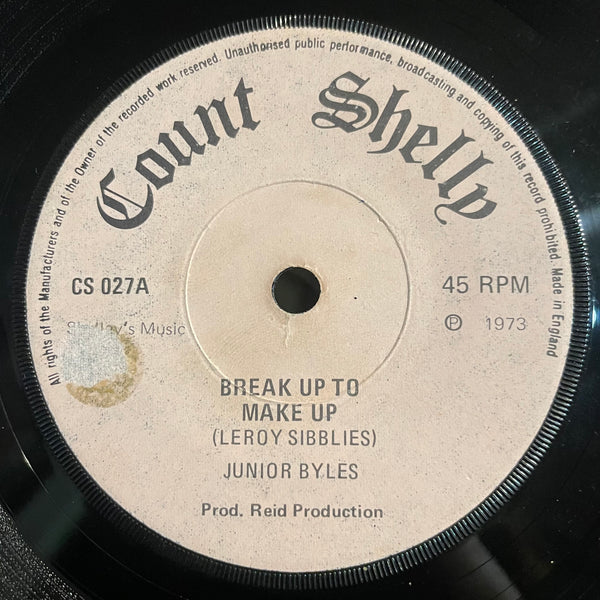 All rights of the Manufacturers and of the Owner of the recorded work reserved. Unauthorised public performance, broadcasting and copying of this record prohibited. Made in England
Count Shelly
CS 027A
45 RPM
Shelley's Music
℗ 1973
BREAK UP TO
MAKE UP
(LEROY SIBBLIES)
JUNIOR BYLES
Prod. Reid Production